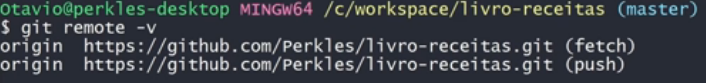 Otavio@perkles-desktop MINGW64 /c/workspace/livro-receitas (master)
$ git remote -v
origin  https://github.com/Perkles/livro-receitas.git (fetch)
origin  https://github.com/Perkles/livro-receitas.git (push)